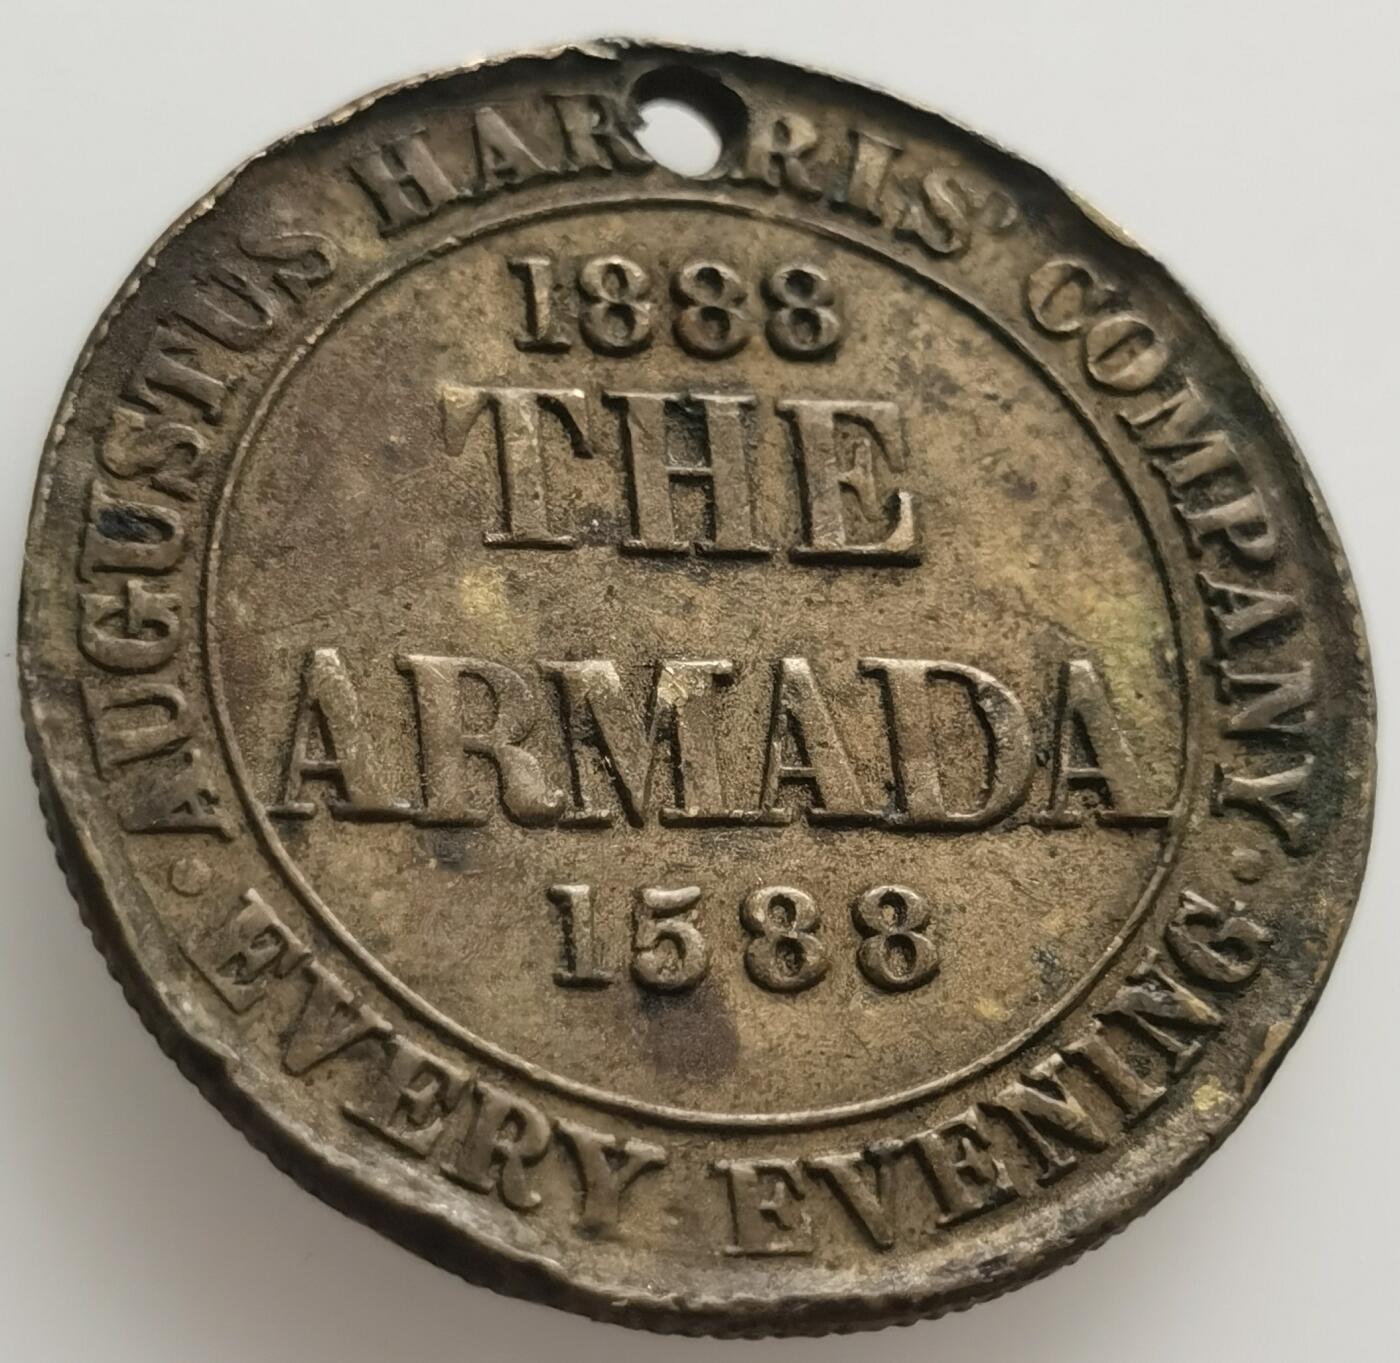 AUGUSTUS HARRIS' COMPANY
1888
THE
ARMADA
1588
EVERY EVENING